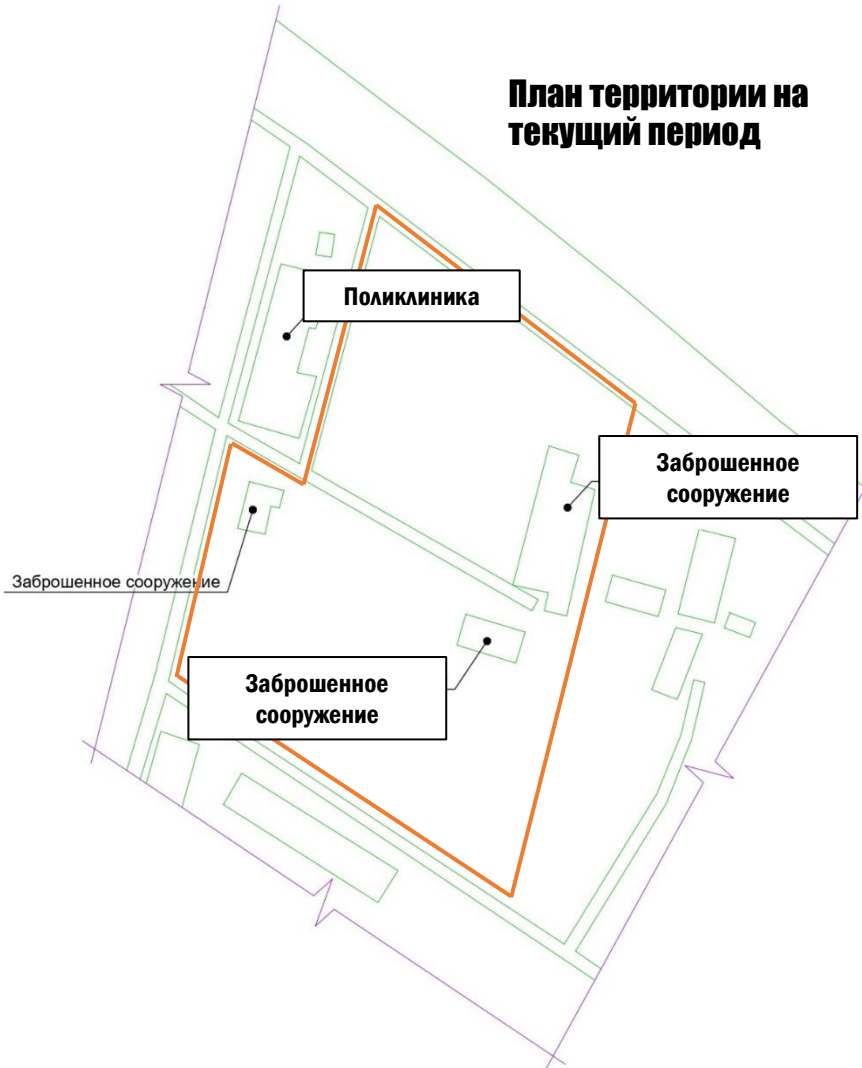 План территории на
текущий период
Поликлиника
Заброшенное
сооружение
Заброшенное сооружение
Заброшенное
сооружение